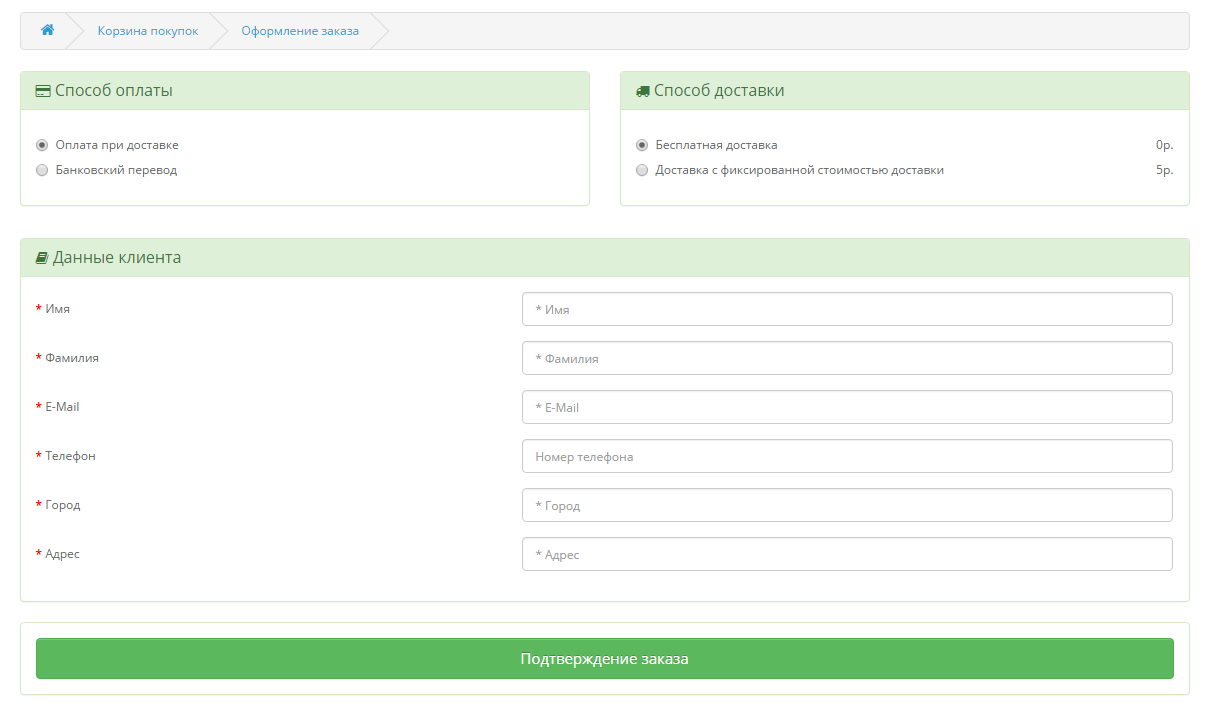 Корзина покупок Оформление заказа
Способ оплаты
Оплата при доставке
Банковский перевод
Способ доставки
Бесплатная доставка 0р.
Доставка с фиксированной стоимостью доставки 5р.
Данные клиента
* Имя * Имя
* Фамилия * Фамилия
* E-Mail * E-Mail
* Телефон Номер телефона
* Город * Город
* Адрес * Адрес
Подтверждение заказа